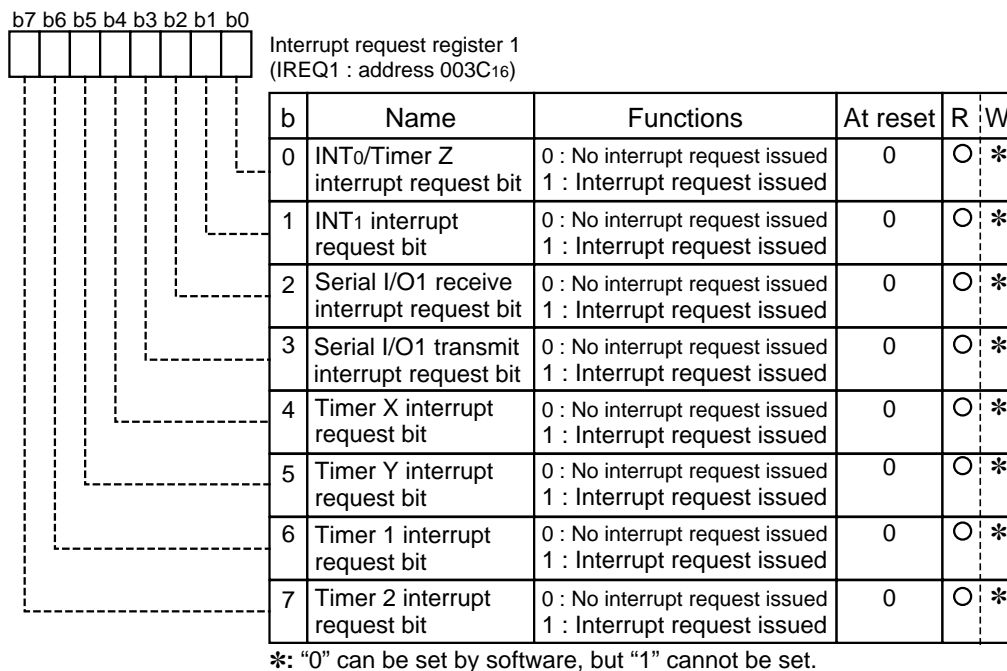 b7 b6 b5 b4 b3 b2 b1 b0
Interrupt request register 1
(IREQ1 : address 003C16)
b Name Functions At reset R W
0 INT0/Timer Z 0 : No interrupt request issued 0 ○ ✻
interrupt request bit 1 : Interrupt request issued
1 INT1 interrupt 0 : No interrupt request issued 0 ○ ✻
request bit 1 : Interrupt request issued
2 Serial I/O1 receive 0 : No interrupt request issued 0 ○ ✻
interrupt request bit 1 : Interrupt request issued
3 Serial I/O1 transmit 0 : No interrupt request issued 0 ○ ✻
interrupt request bit 1 : Interrupt request issued
4 Timer X interrupt 0 : No interrupt request issued 0 ○ ✻
request bit 1 : Interrupt request issued
5 Timer Y interrupt 0 : No interrupt request issued 0 ○ ✻
request bit 1 : Interrupt request issued
6 Timer 1 interrupt 0 : No interrupt request issued 0 ○ ✻
request bit 1 : Interrupt request issued
7 Timer 2 interrupt 0 : No interrupt request issued 0 ○ ✻
request bit 1 : Interrupt request issued
✻: “0” can be set by software, but “1” cannot be set.